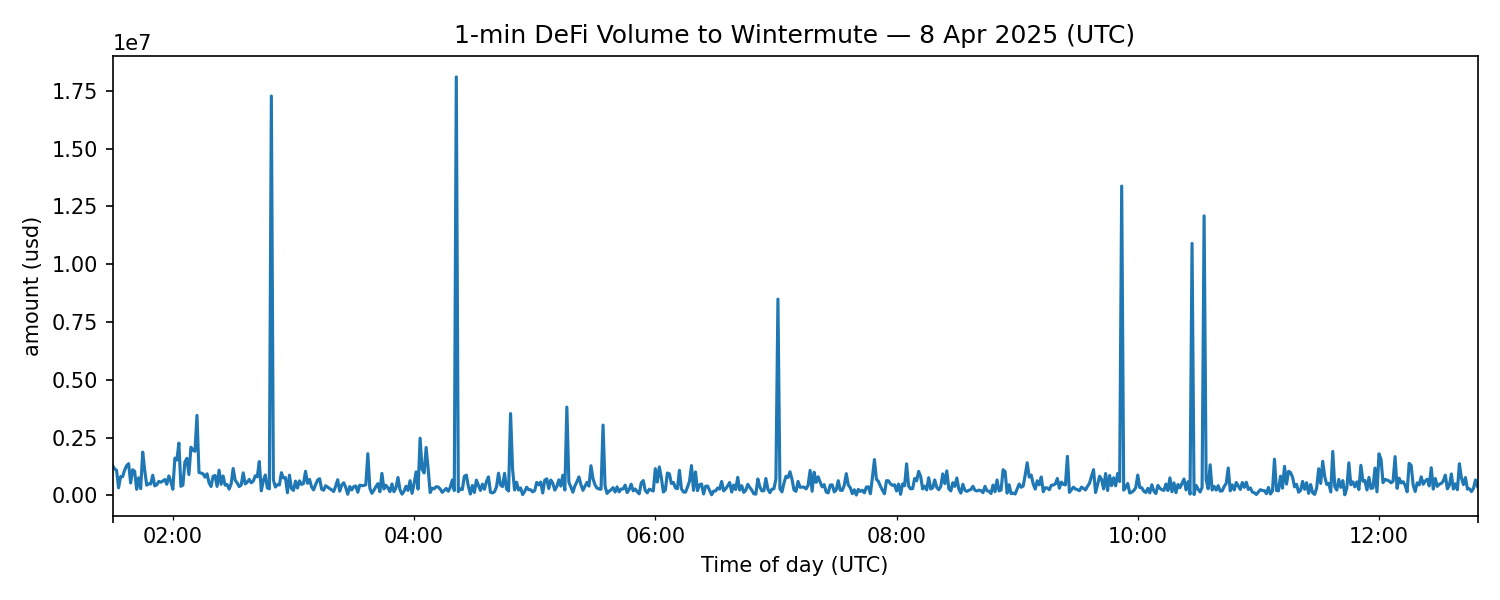 1-min DeFi Volume to Wintermute — 8 Apr 2025 (UTC)
1e7
1.75
1.50
1.25
1.00
0.75
0.50
0.25
0.00
amount (usd)
02:00 04:00 06:00 08:00 10:00 12:00
Time of day (UTC)